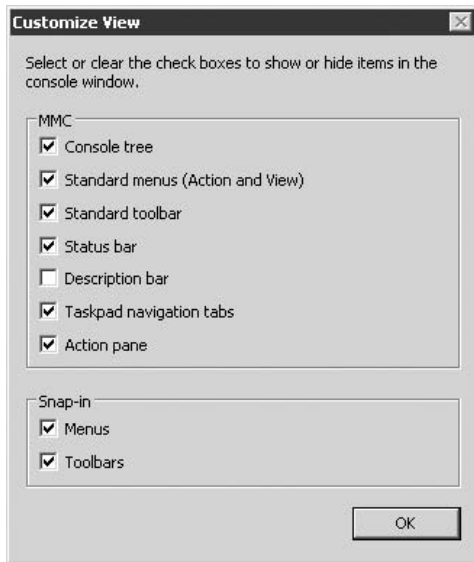 Customize View
Select or clear the check boxes to show or hide items in the
console window.
MMC
Console tree
Standard menus (Action and View)
Standard toolbar
Status bar
Description bar
Taskpad navigation tabs
Action pane
Snap-in
Menus
Toolbars
OK